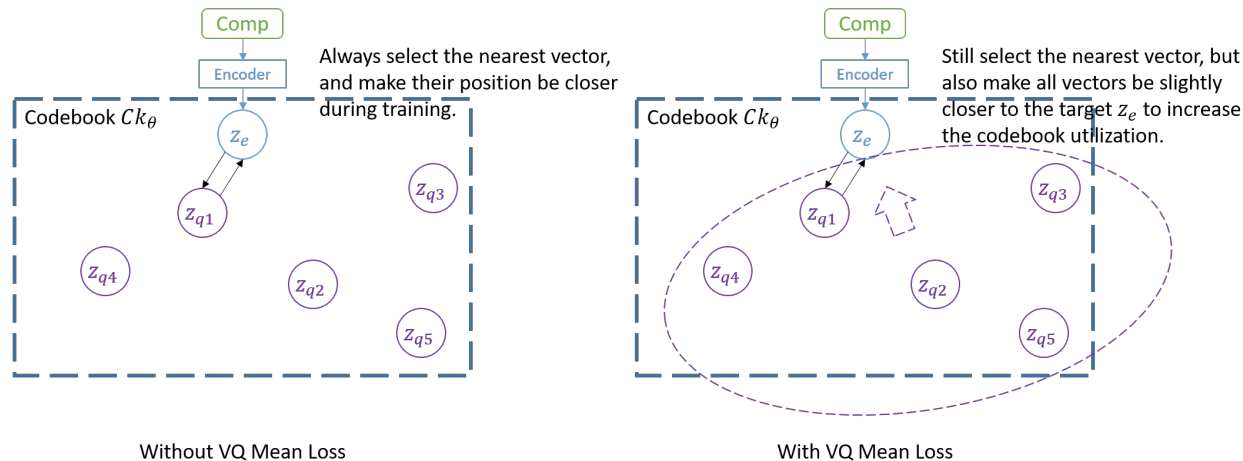 Comp
Encoder
Always select the nearest vector,
and make their position be closer
during training.
Codebook Ckθ
ze
zq1
zq3
zq4
zq2
zq5
Without VQ Mean Loss
Comp
Encoder
Still select the nearest vector, but
also make all vectors be slightly
closer to the target ze to increase
the codebook utilization.
Codebook Ckθ
ze
zq1
zq3
zq4
zq2
zq5
With VQ Mean Loss